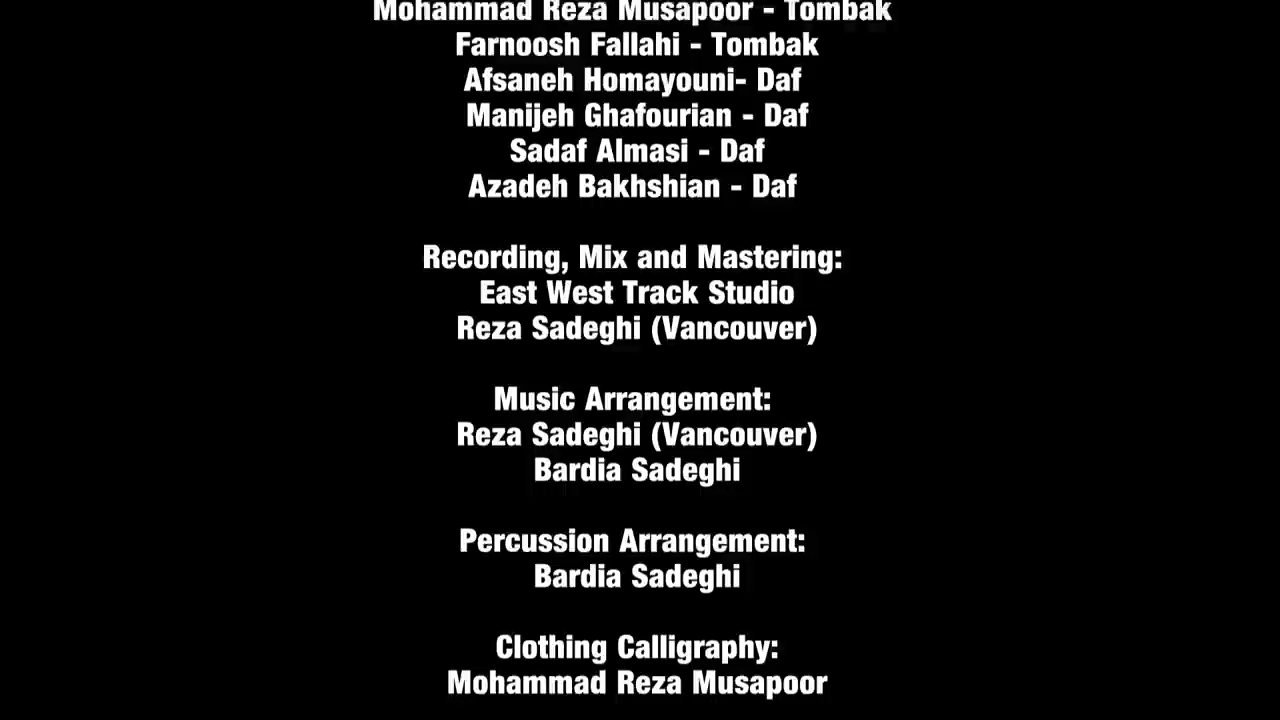 Mohammad Reza Musapoor - Tombak
Farnoosh Fallahi - Tombak
Afsaneh Homayouni- Daf
Manijeh Ghafourian - Daf
Sadaf Almasi - Daf
Azadeh Bakhshian - Daf
Recording, Mix and Mastering:
East West Track Studio
Reza Sadeghi (Vancouver)
Music Arrangement:
Reza Sadeghi (Vancouver)
Bardia Sadeghi
Percussion Arrangement:
Bardia Sadeghi
Clothing Calligraphy:
Mohammad Reza Musapoor